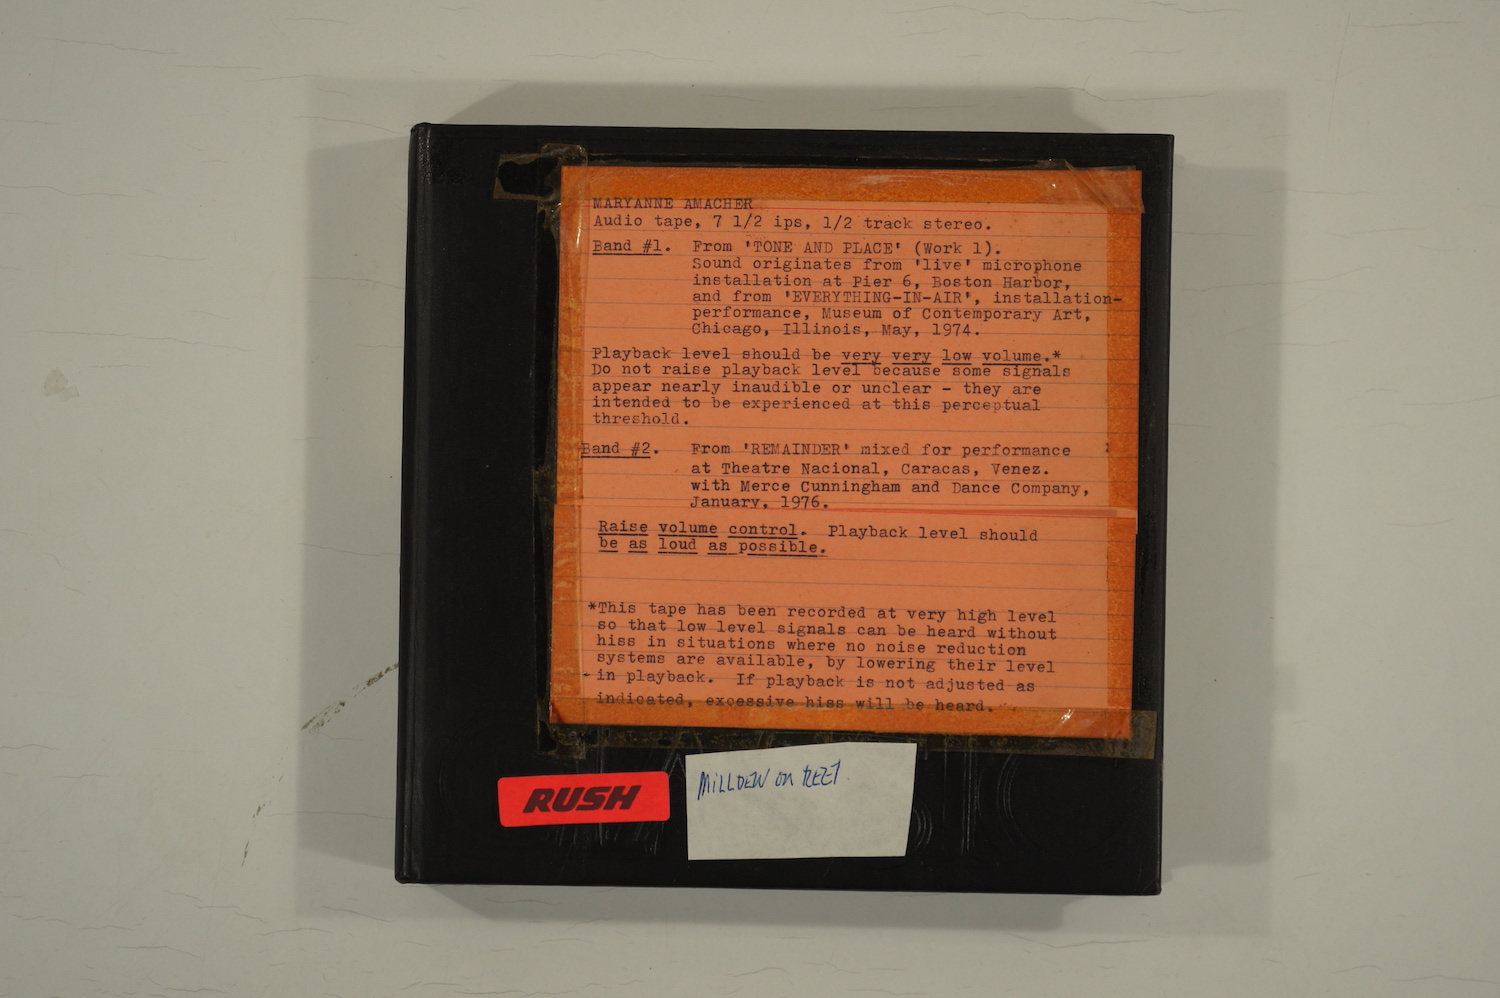 MARYANNE AMACHER
Audio tape, 7 1/2 ips, 1/2 track stereo.
Band #1. From 'TONE AND PLACE' (Work 1).
Sound originates from 'live' microphone
installation at Pier 6, Boston Harbor,
and from 'EVERYTHING-IN-AIR', installation-
performance, Museum of Contemporary Art,
Chicago, Illinois, May, 1974.
Playback level should be very very low volume.*
Do not raise playback level because some signals
appear nearly inaudible or unclear - they are
intended to be experienced at this perceptual
threshold.
Band #2. From 'REMAINDER' mixed for performance
at Theatre Nacional, Caracas, Venez.
with Merce Cunningham and Dance Company,
January, 1976.
Raise volume control. Playback level should
be as loud as possible.
*This tape has been recorded at very high level
so that low level signals can be heard without
hiss in situations where no noise reduction
systems are available, by lowering their level
in playback. If playback is not adjusted as
indicated, excessive hiss will be heard.
RUSH
MILLDEW ON REEL